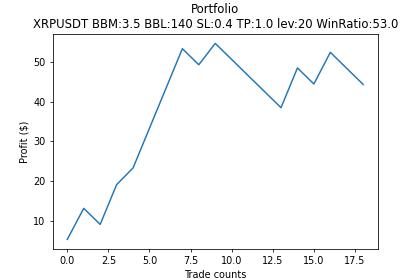 Portfolio
XRPUSDT BBM:3.5 BBL:140 SL:0.4 TP:1.0 lev:20 WinRatio:53.0
50
40
30
20
10
Profit ($)
0.0 2.5 5.0 7.5 10.0 12.5 15.0 17.5
Trade counts